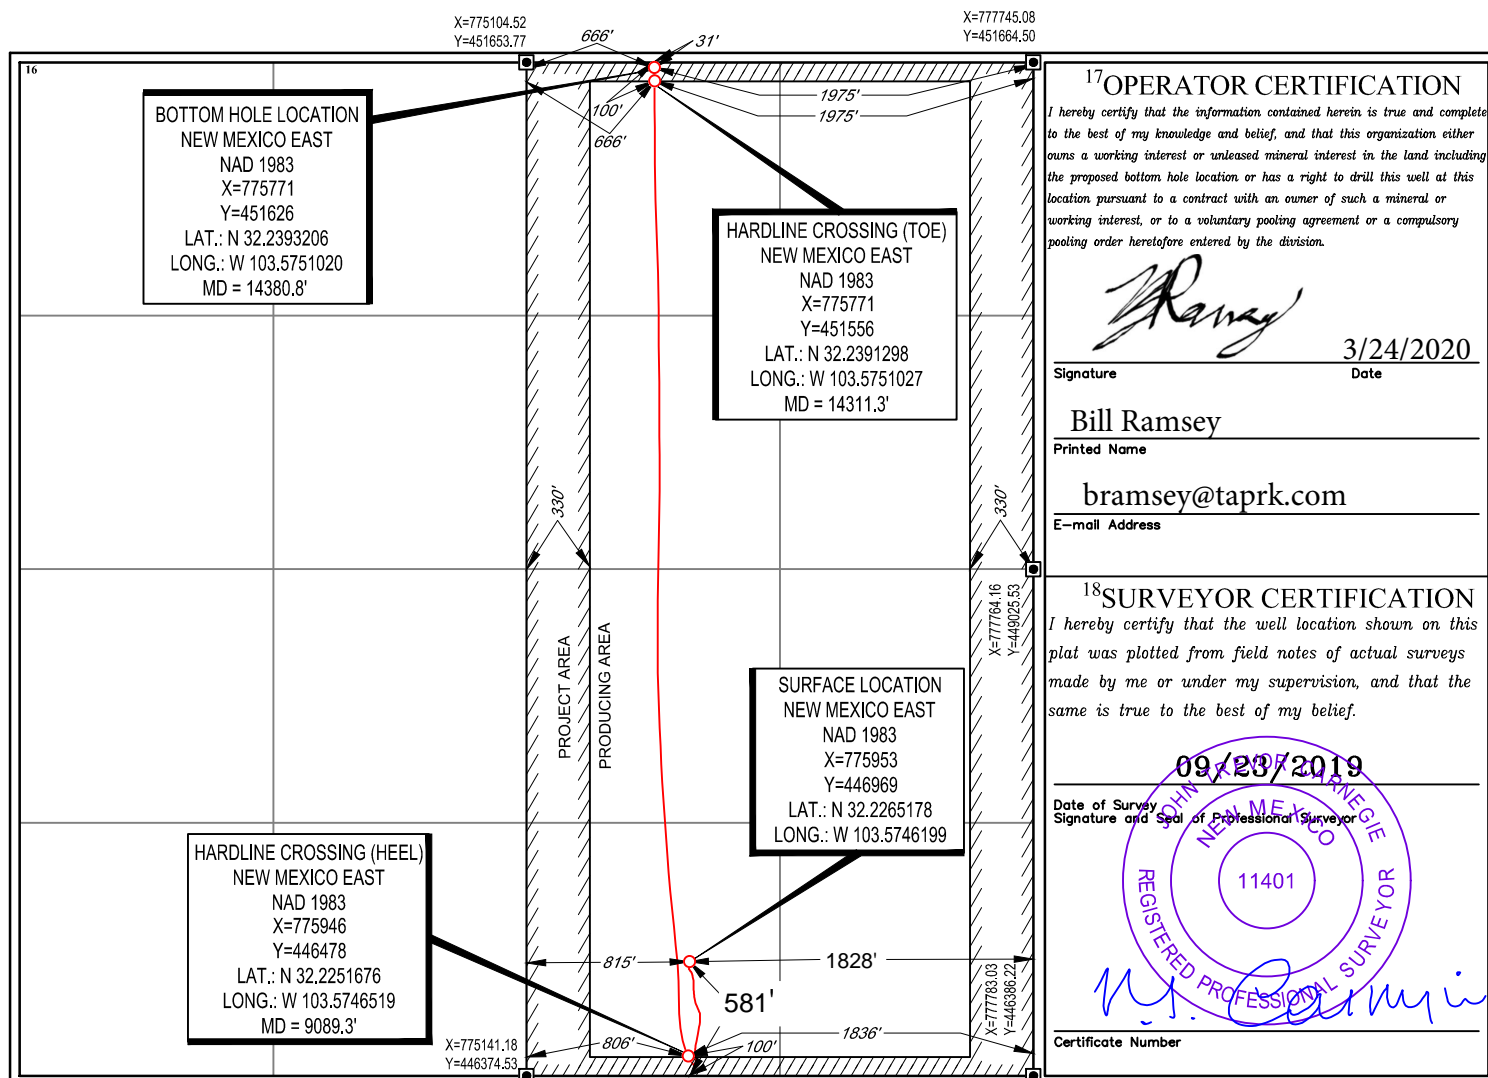 X=775104.52
Y=451653.77
X=777745.08
Y=451664.50
666'
31'
16
1975'
1975'
100'
666'
BOTTOM HOLE LOCATION
NEW MEXICO EAST
NAD 1983
X=775771
Y=451626
LAT.: N 32.2393206
LONG.: W 103.5751020
MD = 14380.8'
HARDLINE CROSSING (TOE)
NEW MEXICO EAST
NAD 1983
X=775771
Y=451556
LAT.: N 32.2391298
LONG.: W 103.5751027
MD = 14311.3'
330'
330'
X=777764.16
Y=449025.53
PROJECT AREA
PRODUCING AREA
SURFACE LOCATION
NEW MEXICO EAST
NAD 1983
X=775953
Y=446969
LAT.: N 32.2265178
LONG.: W 103.5746199
HARDLINE CROSSING (HEEL)
NEW MEXICO EAST
NAD 1983
X=775946
Y=446478
LAT.: N 32.2251676
LONG.: W 103.5746519
MD = 9089.3'
815'
1828'
581'
X=777783.03
Y=446386.22
1836'
806'
100'
X=775141.18
Y=446374.53
17 OPERATOR CERTIFICATION
I hereby certify that the information contained herein is true and complete
to the best of my knowledge and belief, and that this organization either
owns a working interest or unleased mineral interest in the land including
the proposed bottom hole location or has a right to drill this well at this
location pursuant to a contract with an owner of such a mineral or
working interest, or to a voluntary pooling agreement or a compulsory
pooling order heretofore entered by the division.
3/24/2020
Signature Date
Bill Ramsey
Printed Name
bramsey@taprk.com
E-mail Address
18 SURVEYOR CERTIFICATION
I hereby certify that the well location shown on this
plat was plotted from field notes of actual surveys
made by me or under my supervision, and that the
same is true to the best of my belief.
09/23/2019
Date of Survey
Signature and Seal of Professional Surveyor
JOHN TREVOR CARNEGIE
NEW MEXICO
11401
REGISTERED PROFESSIONAL SURVEYOR
Certificate Number